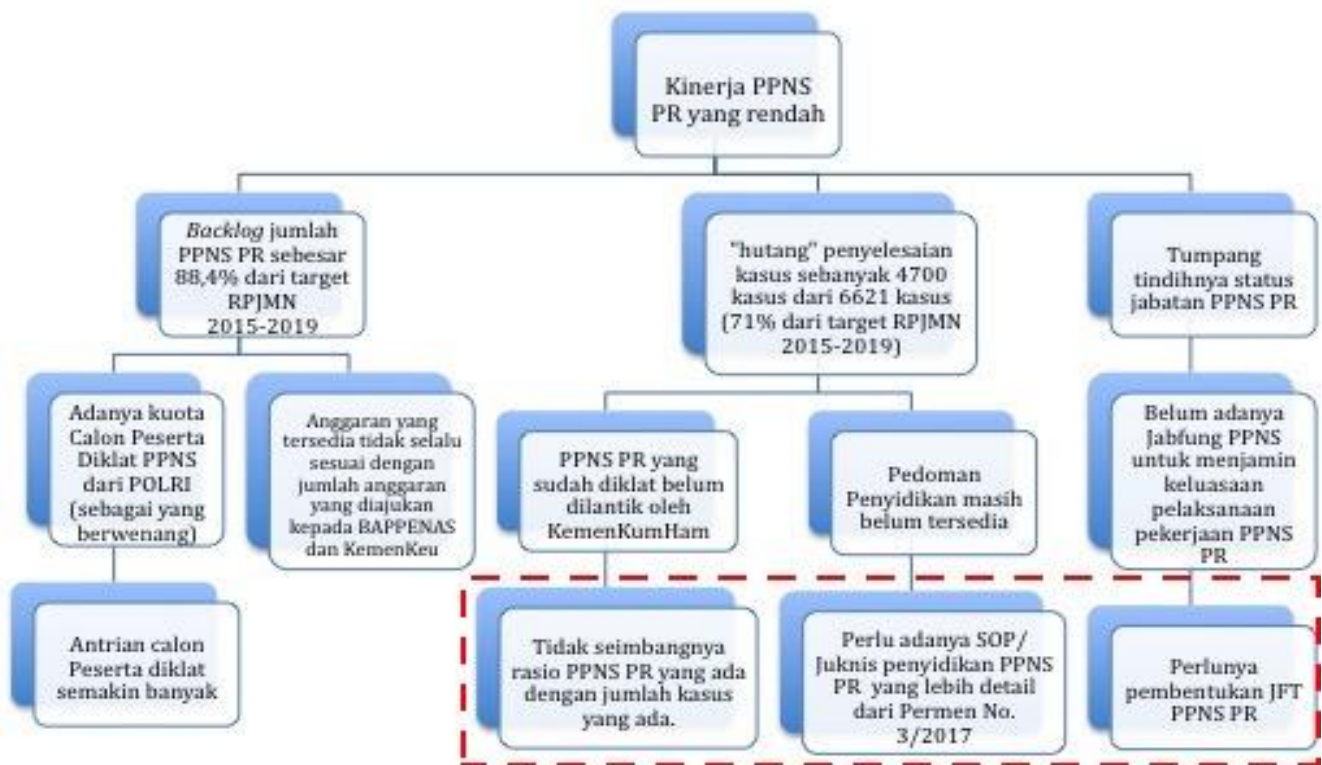 Kinerja PPNS
PR yang rendah
Backlog jumlah
PPNS PR sebesar
88,4% dari target
RPJMN
2015-2019
"hutang" penyelesaian
kasus sebanyak 4700
kasus dari 6621 kasus
(71% dari target RPJMN
2015-2019)
Tumpang
tindihnya status
jabatan PPNS PR
Adanya kuota
Calon Peserta
Diklat PPNS
dari POLRI
(sebagai yang
berwenang)
Anggaran yang
tersedia tidak selalu
sesuai dengan
jumlah anggaran
yang diajukan
kepada BAPPENAS
dan KemenKeu
PPNS PR yang
sudah diklat belum
dilantik oleh
KemenKumHam
Pedoman
Penyidikan masih
belum tersedia
Belum adanya
Jabfung PPNS
untuk menjamin
keluasaan
pelaksanaan
pekerjaan PPNS
PR
Antrian calon
Peserta diklat
semakin banyak
Tidak seimbangnya
rasio PPNS PR yang ada
dengan jumlah kasus
yang ada.
Perlu adanya SOP/
Juknis penyidikan PPNS
PR yang lebih detail
dari Permen No.
3/2017
Perlunya
pembentukan JFT
PPNS PR